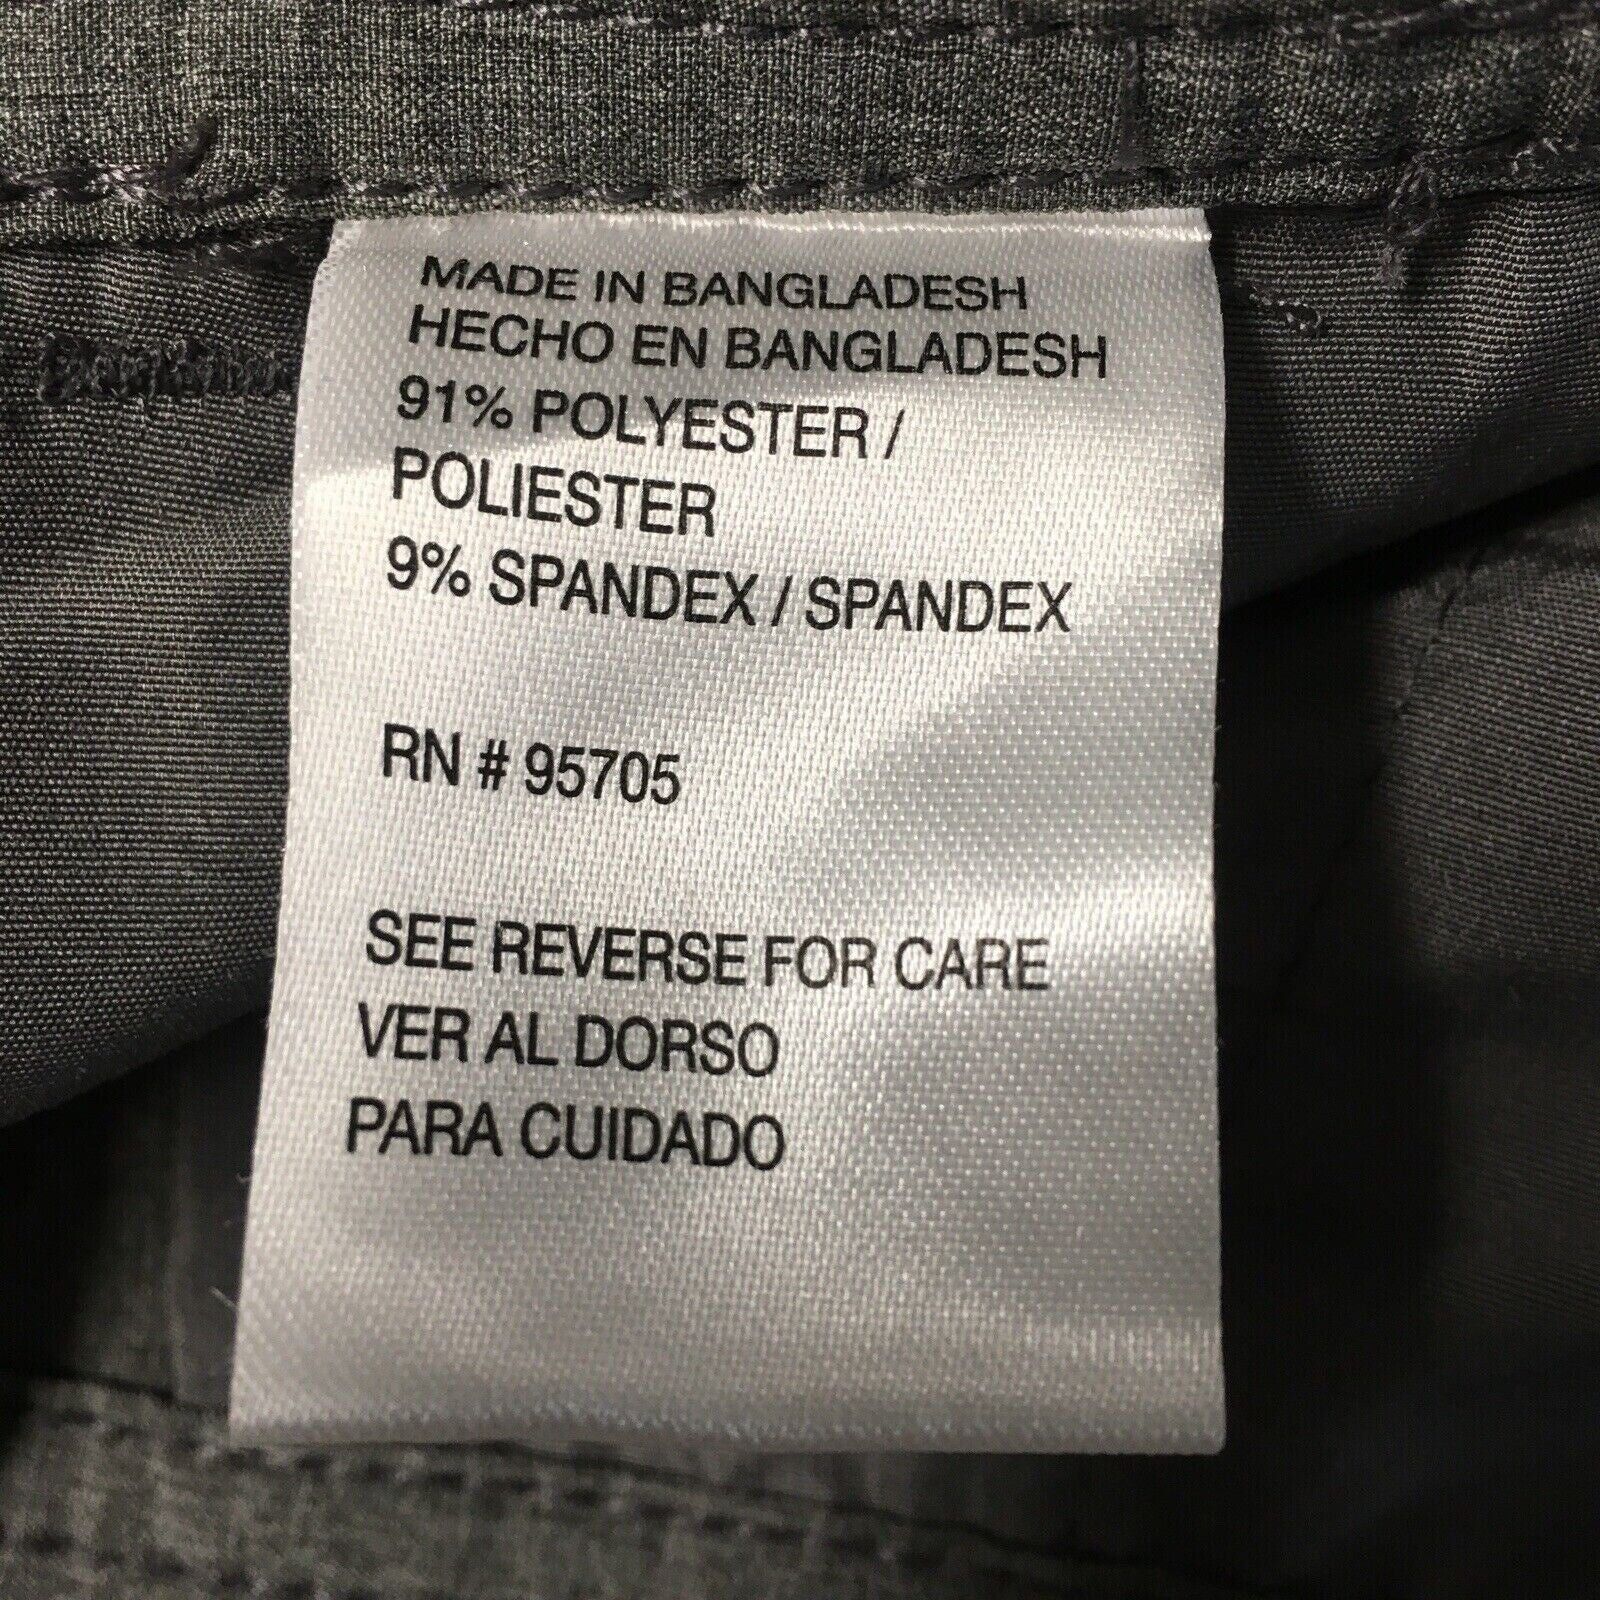 MADE IN BANGLADESH
HECHO EN BANGLADESH
91% POLYESTER /
POLIESTER
9% SPANDEX / SPANDEX
RN # 95705
SEE REVERSE FOR CARE
VER AL DORSO
PARA CUIDADO